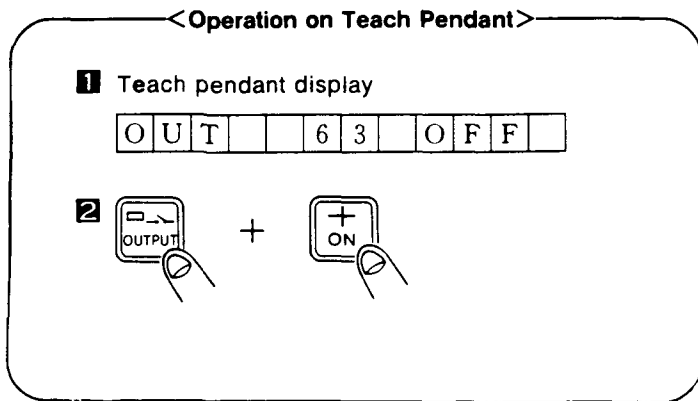 <Operation on Teach Pendant>
1 Teach pendant display
OUT 63 OFF
2 OUTPUT + + ON